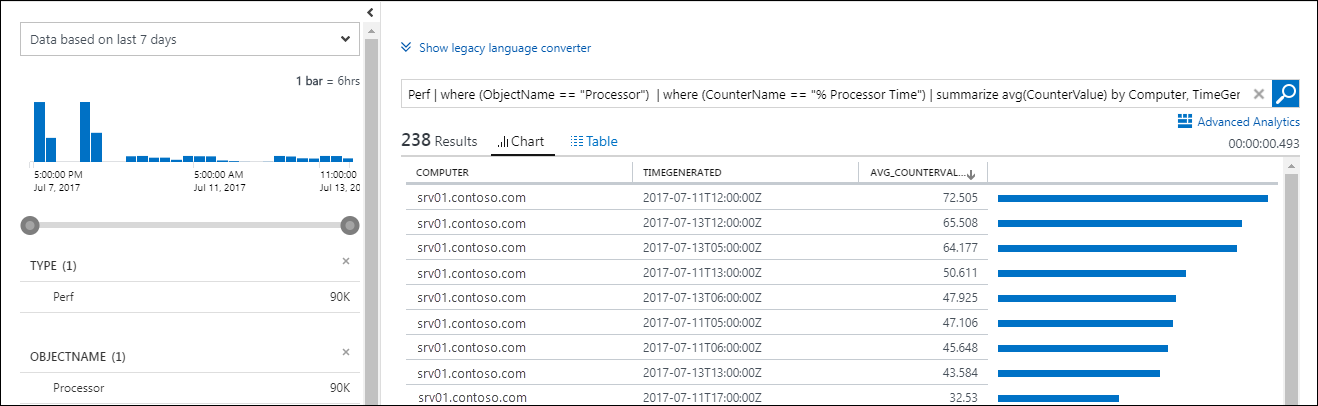 Data based on last 7 days
1 bar = 6hrs
5:00:00 PM 5:00:00 AM 11:00:00
Jul 7, 2017 Jul 11, 2017 Jul 13, 20
TYPE (1)
Perf 90K
OBJECTNAME (1)
Processor 90K
Show legacy language converter
Perf | where (ObjectName == "Processor") | where (CounterName == "% Processor Time") | summarize avg(CounterValue) by Computer, TimeGer
Advanced Analytics
238 Results Chart Table 00:00:00.493
COMPUTER TIMEGENERATED AVG_COUNTERVAL...
srv01.contoso.com 2017-07-11T12:00:00Z 72.505
srv01.contoso.com 2017-07-13T12:00:00Z 65.508
srv01.contoso.com 2017-07-13T05:00:00Z 64.177
srv01.contoso.com 2017-07-11T13:00:00Z 50.611
srv01.contoso.com 2017-07-13T06:00:00Z 47.925
srv01.contoso.com 2017-07-11T05:00:00Z 47.106
srv01.contoso.com 2017-07-11T06:00:00Z 45.648
srv01.contoso.com 2017-07-13T13:00:00Z 43.584
srv01.contoso.com 2017-07-11T17:00:00Z 32.53